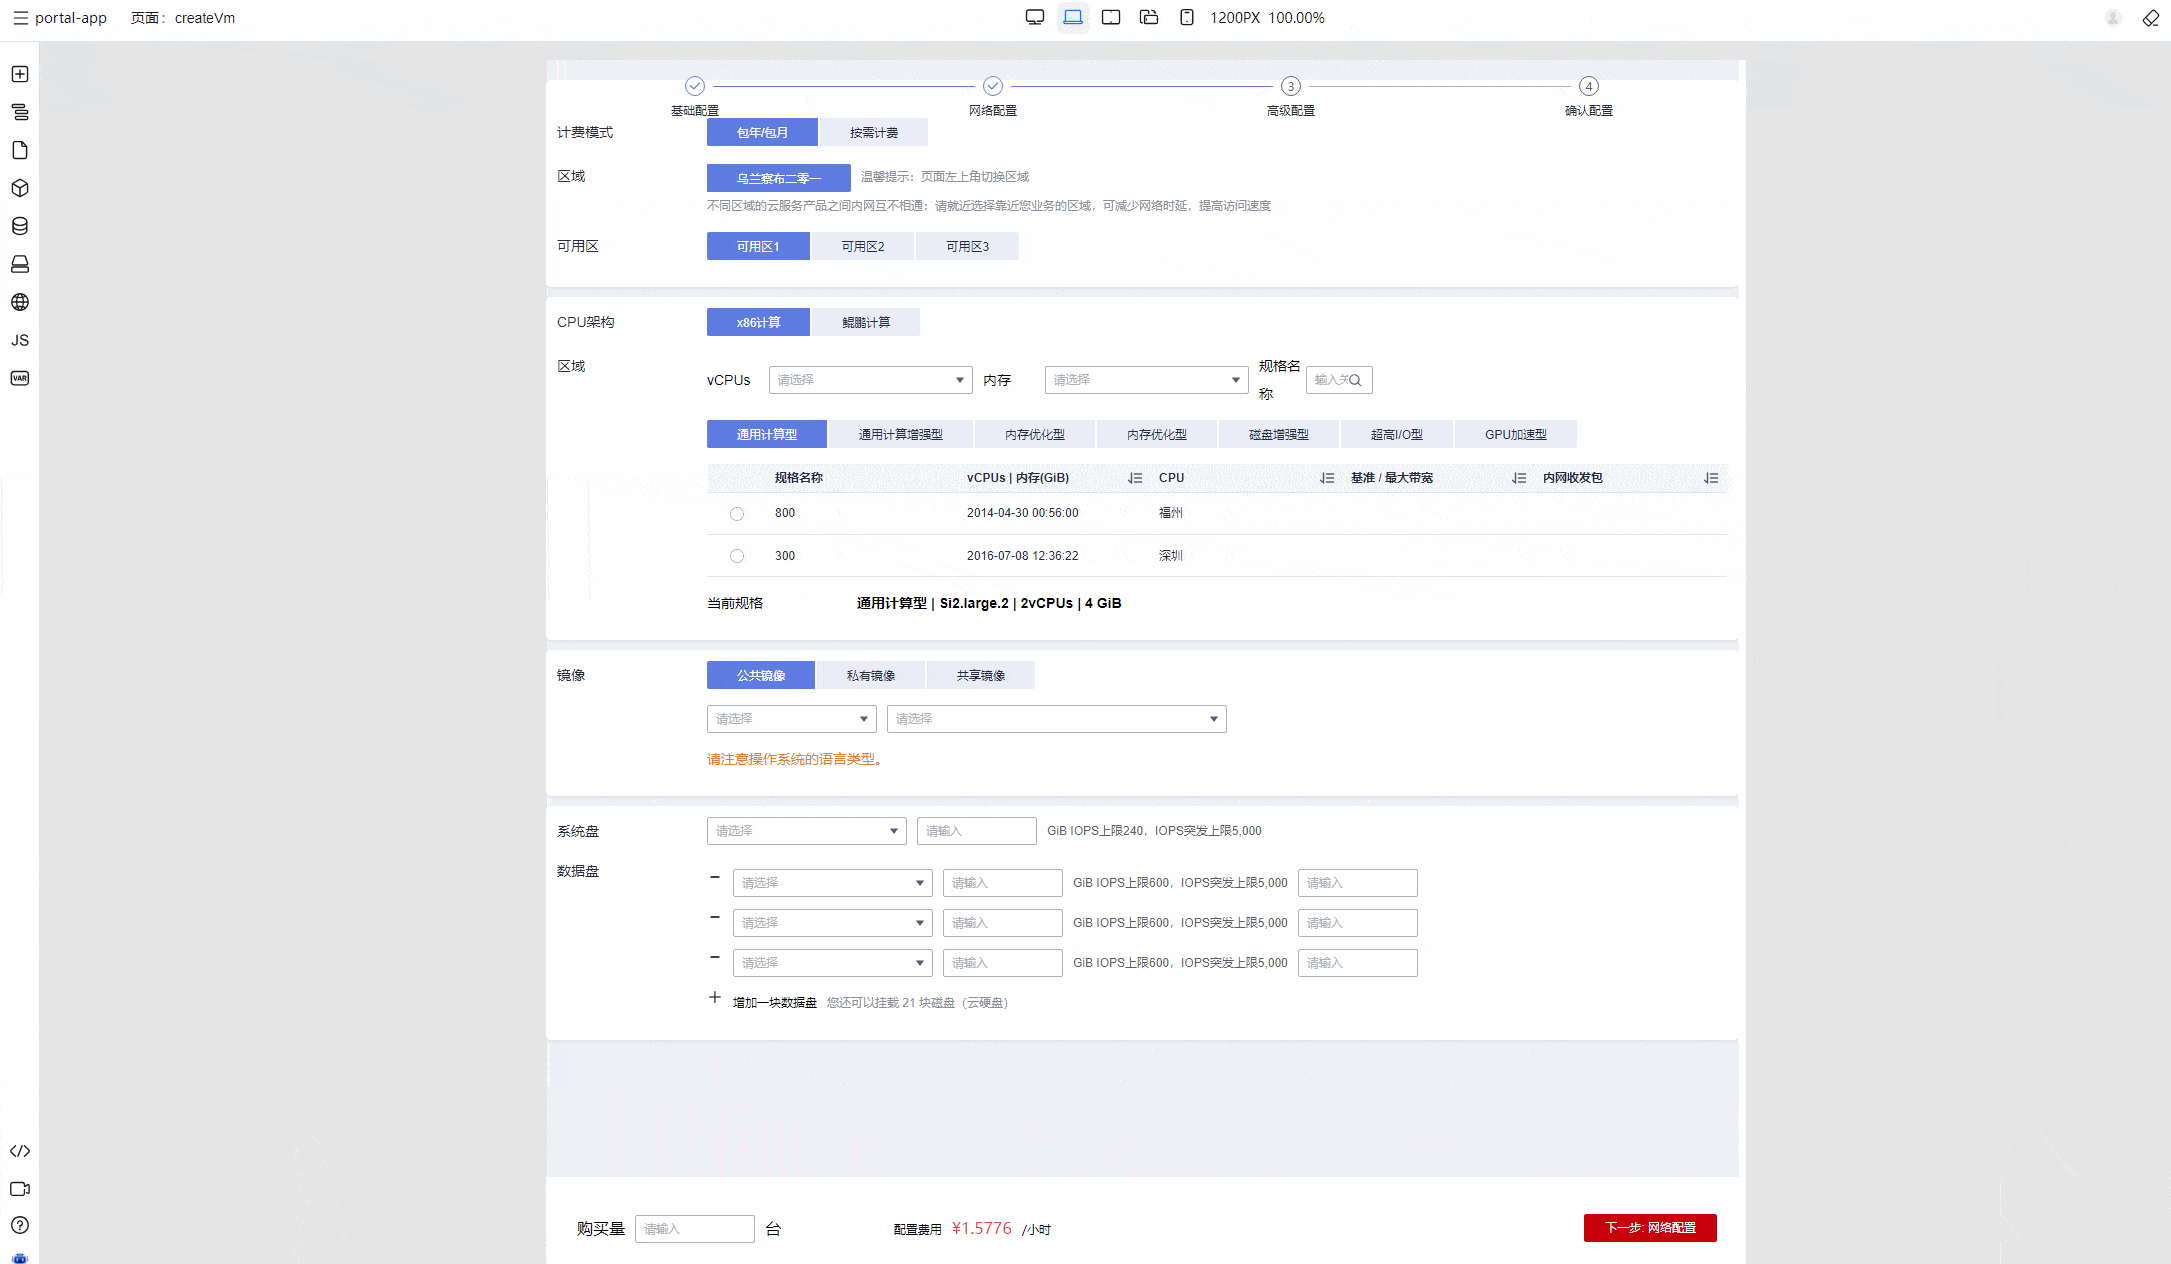 portal-app 页面： createVm 1200PX 100.00%
基础配置 网络配置 3 高级配置 4 确认配置
计费模式 包年/包月 按需计费
区域 乌兰察布二零一 温馨提示：页面左上角切换区域
不同区域的云服务产品之间内网互不相通；请就近选择靠近您业务的区域，可减少网络时延，提高访问速度
可用区 可用区1 可用区2 可用区3
JS
VAR
CPU架构 x86计算 鲲鹏计算
区域 vCPUs 请选择 内存 请选择 规格名称 输入关
通用计算型 通用计算增强型 内存优化型 内存优化型 磁盘增强型 超高I/O型 GPU加速型
规格名称 vCPUs | 内存(GiB) CPU 基准 / 最大带宽 内网收发包
800 2014-04-30 00:56:00 福州
300 2016-07-08 12:36:22 深圳
当前规格 通用计算型 | Si2.large.2 | 2vCPUs | 4 GiB
镜像 公共镜像 私有镜像 共享镜像
请选择 请选择
请注意操作系统的语言类型。
系统盘 请选择 请输入 GiB IOPS上限240，IOPS突发上限5,000
数据盘 请选择 请输入 GiB IOPS上限600，IOPS突发上限5,000 请输入
请选择 请输入 GiB IOPS上限600，IOPS突发上限5,000 请输入
请选择 请输入 GiB IOPS上限600，IOPS突发上限5,000 请输入
增加一块数据盘 您还可以挂载 21 块磁盘（云硬盘）
购买量 请输入 台 配置费用 ¥1.5776 /小时 下一步: 网络配置